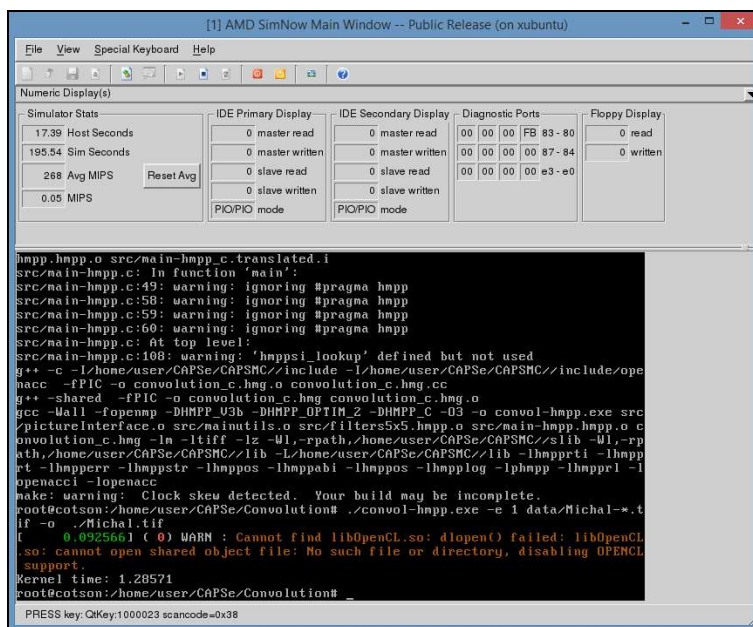 [1] AMD SimNow Main Window -- Public Release (on xubuntu)
File View Special Keyboard Help
Numeric Display(s)
Simulator Stats
17.39 Host Seconds
195.54 Sim Seconds
268 Avg MIPS
Reset Avg
0.05 MIPS
IDE Primary Display
0 master read
0 master written
0 slave read
0 slave written
PIO/PIO mode
IDE Secondary Display
0 master read
0 master written
0 slave read
0 slave written
PIO/PIO mode
Diagnostic Ports
00 00 00 FB 83 - 80
00 00 00 00 87 - 84
00 00 00 00 e3 - e0
Floppy Display
0 read
0 written
hmpp.hmpp.o src/main-hmpp_c.translated.i
src/main-hmpp.c: In function ‘main’:
src/main-hmpp.c:49: warning: ignoring #pragma hmpp
src/main-hmpp.c:58: warning: ignoring #pragma hmpp
src/main-hmpp.c:59: warning: ignoring #pragma hmpp
src/main-hmpp.c:60: warning: ignoring #pragma hmpp
src/main-hmpp.c: At top level:
src/main-hmpp.c:108: warning: ‘hmppsi_lookup’ defined but not used
g++ -c -I/home/user/CAPSe/CAPSMC//include -I/home/user/CAPSe/CAPSMC//include/ope
nacc -fPIC -o convolution_c.hmg.o convolution_c.hmg.cc
g++ -shared -fPIC -o convolution_c.hmg convolution_c.hmg.o
gcc -Wall -fopenmp -DHMPP_V3b -DHMPP_OPTIM_2 -DHMPP_C -O3 -o convol-hmpp.exe src
/pictureInterface.o src/mainutils.o src/filters5x5.hmpp.o src/main-hmpp.hmpp.o c
onvolution_c.hmg -lm -ltiff -lz -Wl,-rpath,/home/user/CAPSe/CAPSMC//slib -Wl,-rp
ath,/home/user/CAPSe/CAPSMC//lib -L/home/user/CAPSe/CAPSMC//lib -lhmpprti -lhmpp
rt -lhmpperr -lhmppstr -lhmppos -lhmppabi -lhmppos -lhmpplog -lphmpp -lhmpprl -l
openacci -lopenacc
make: warning:  Clock skew detected.  Your build may be incomplete.
root@cotson:/home/user/CAPSe/Convolution# ./convol-hmpp.exe -e 1 data/Michal-*.t
if -o  ./Michal.tif
[     0.092566] ( 0) WARN : Cannot find libOpenCL.so: dlopen() failed: libOpenCL
.so: cannot open shared object file: No such file or directory, disabling OPENCL
 support.
Kernel time: 1.28571
root@cotson:/home/user/CAPSe/Convolution# _
PRESS key: QtKey:1000023 scancode=0x38